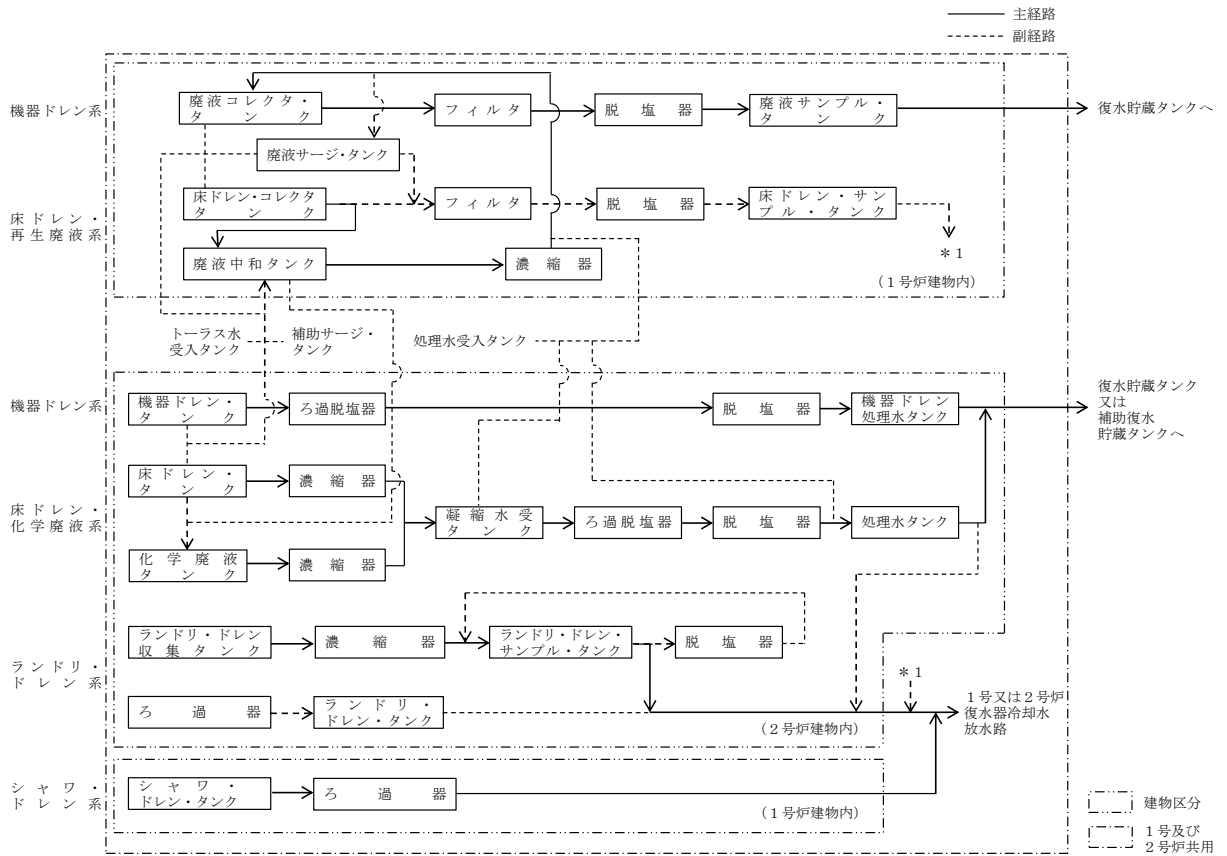 主経路
副経路
機器ドレン系
廃液コレクタ・
タンク
フィルタ
脱塩器
廃液サンプル・
タンク
復水貯蔵タンクへ
廃液サージ・タンク
床ドレン・
再生廃液系
床ドレン・コレクタ
タンク
フィルタ
脱塩器
床ドレン・サン
プル・タンク
*1
廃液中和タンク
濃縮器
(1号炉建物内)
トーラス水
受入タンク
補助サージ・
タンク
処理水受入タンク
機器ドレン系
機器ドレン・
タンク
ろ過脱塩器
脱塩器
機器ドレン
処理水タンク
復水貯蔵タンク
又は
補助復水
貯蔵タンクへ
床ドレン・
化学廃液系
床ドレン・
タンク
濃縮器
凝縮水受
タンク
ろ過脱塩器
脱塩器
処理水タンク
化学廃液
タンク
濃縮器
ランドリ・
ドレン系
ランドリ・ドレン
収集タンク
濃縮器
ランドリ・ドレン・
サンプル・タンク
脱塩器
ろ過器
ランドリ・
ドレン・タンク
(2号炉建物内)
*1
1号又は2号炉
復水器冷却水
放水路
シャワ・
ドレン系
シャワ・
ドレン・タンク
ろ過器
(1号炉建物内)
建物区分
1号及び
2号炉共用